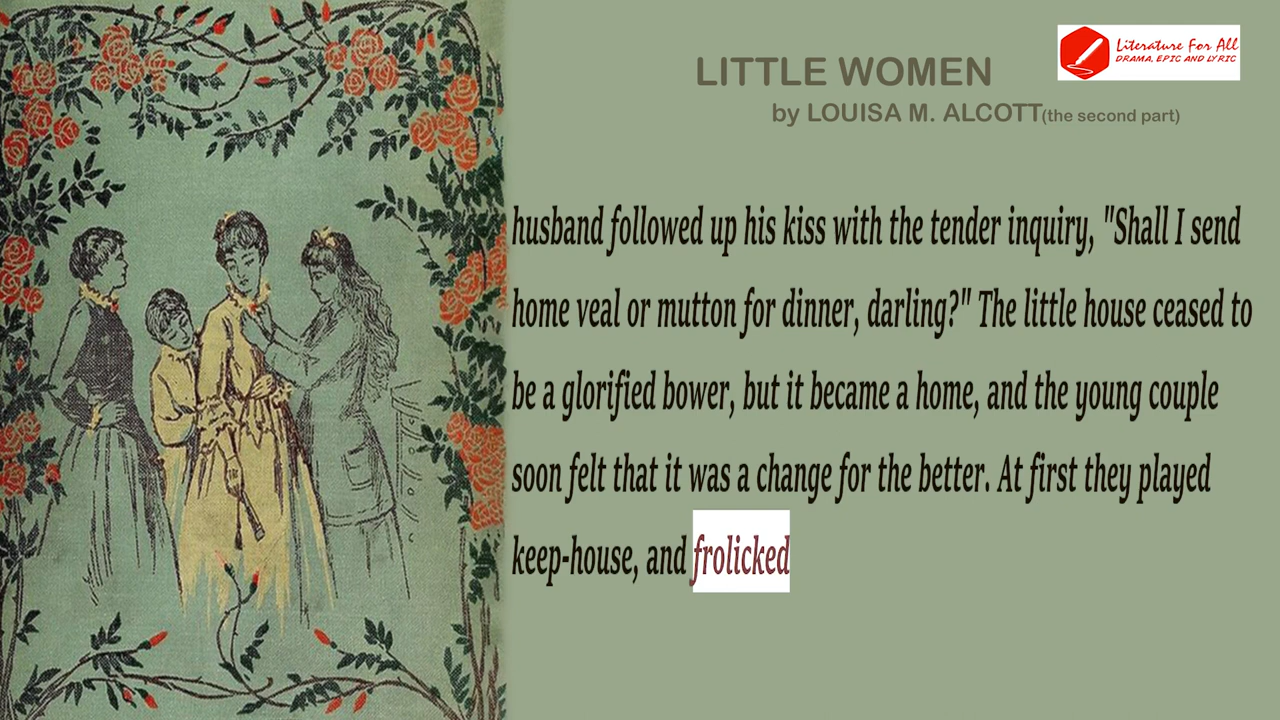 LITTLE WOMEN
by LOUISA M. ALCOTT(the second part)
Literature For All
DRAMA, EPIC AND LYRIC
husband followed up his kiss with the tender inquiry, "Shall I send
home veal or mutton for dinner, darling?" The little house ceased to
be a glorified bower, but it became a home, and the young couple
soon felt that it was a change for the better. At first they played
keep-house, and frolicked